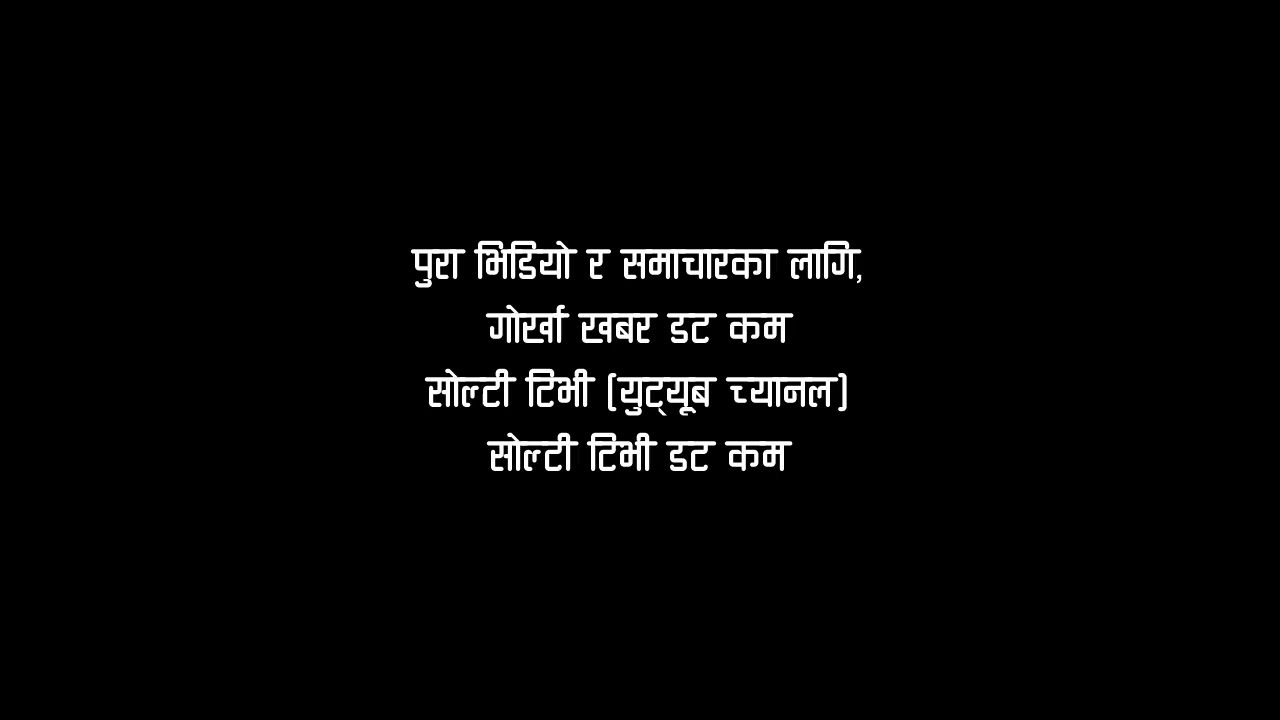 पुरा भिडियो र समाचारका लागि,
गोर्खा खबर डट कम
सोल्टी टिभी (युट्यूब च्यानल)
सोल्टी टिभी डट कम